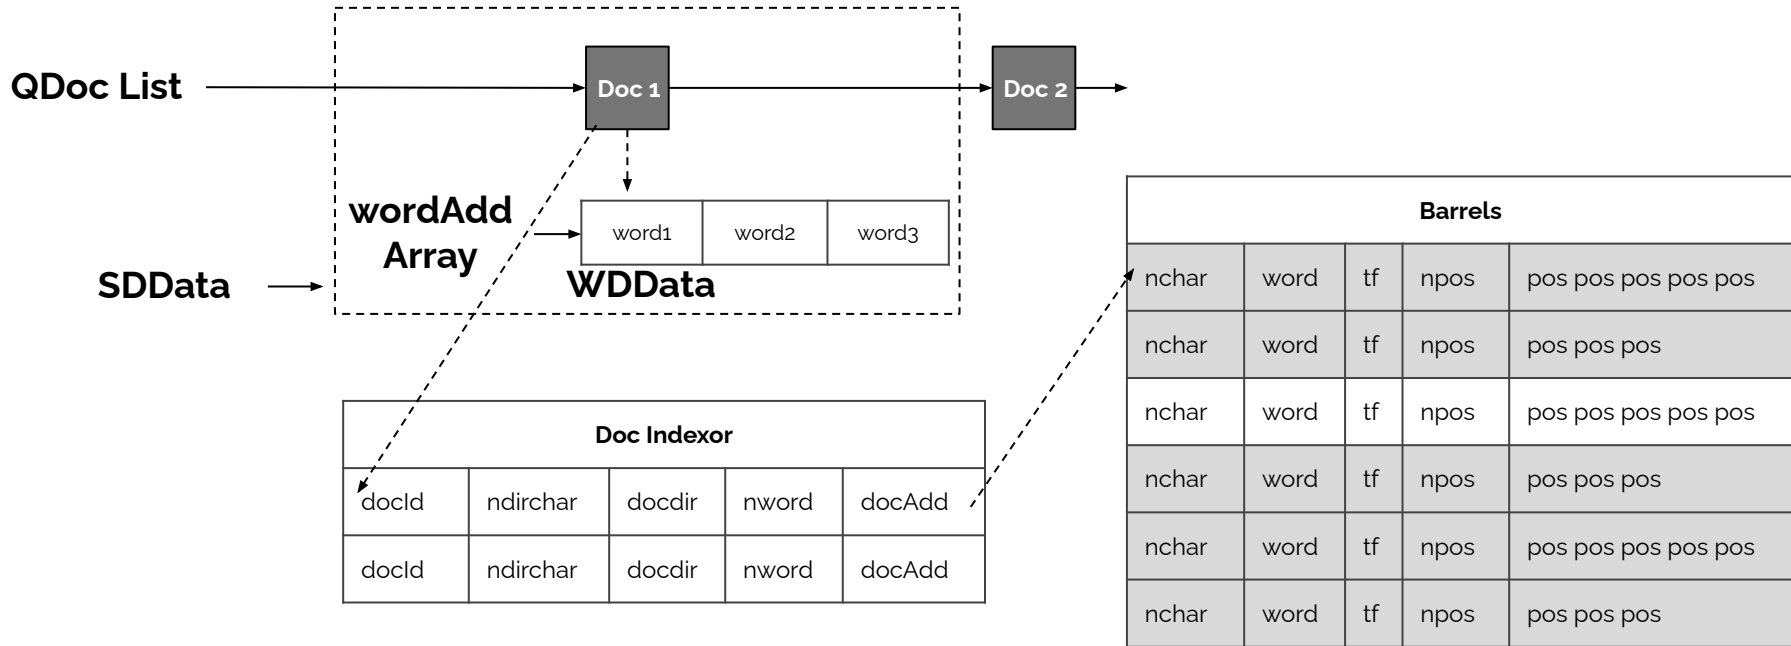 QDoc List
Doc 1
Doc 2
wordAdd
Array
word1 word2 word3
WDData
SDData
Doc Indexor
docId ndirchar docdir nword docAdd
docId ndirchar docdir nword docAdd
Barrels
nchar word tf npos pos pos pos pos pos
nchar word tf npos pos pos pos
nchar word tf npos pos pos pos pos pos
nchar word tf npos pos pos pos
nchar word tf npos pos pos pos pos pos
nchar word tf npos pos pos pos